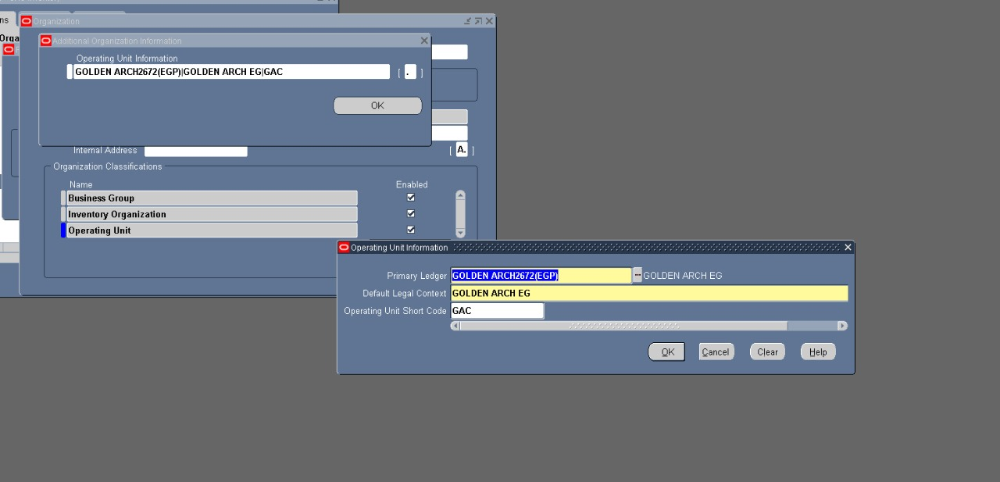 ns
Organization
Orga
Additional Organization Information
Operating Unit Information
GOLDEN ARCH2672(EGP)|GOLDEN ARCH EG|GAC
[ . ]
OK
Internal Address
[ A. ]
Organization Classifications
Name Enabled
Business Group
Inventory Organization
Operating Unit
Operating Unit Information
Primary Ledger GOLDEN ARCH2672(EGP) GOLDEN ARCH EG
Default Legal Context GOLDEN ARCH EG
Operating Unit Short Code GAC
OK Cancel Clear Help